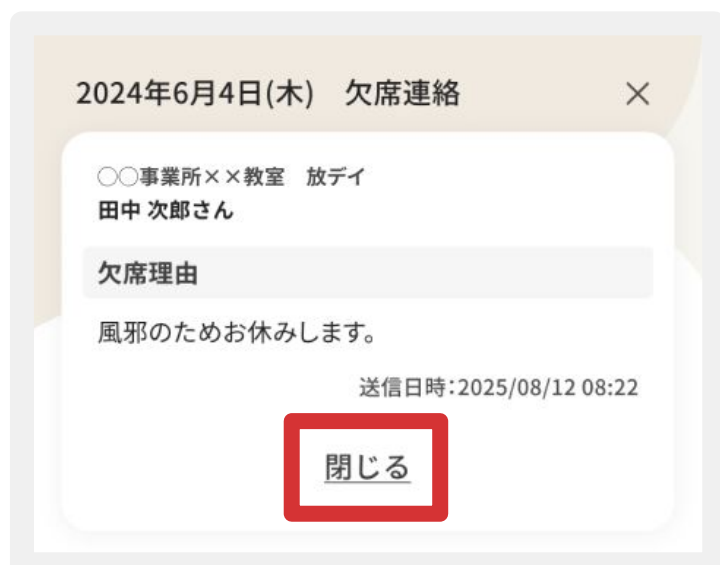 2024年6月4日(木)　欠席連絡 ×
○○事業所××教室　放デイ
田中 次郎さん
欠席理由
風邪のためお休みします。
送信日時：2025/08/12 08:22
閉じる